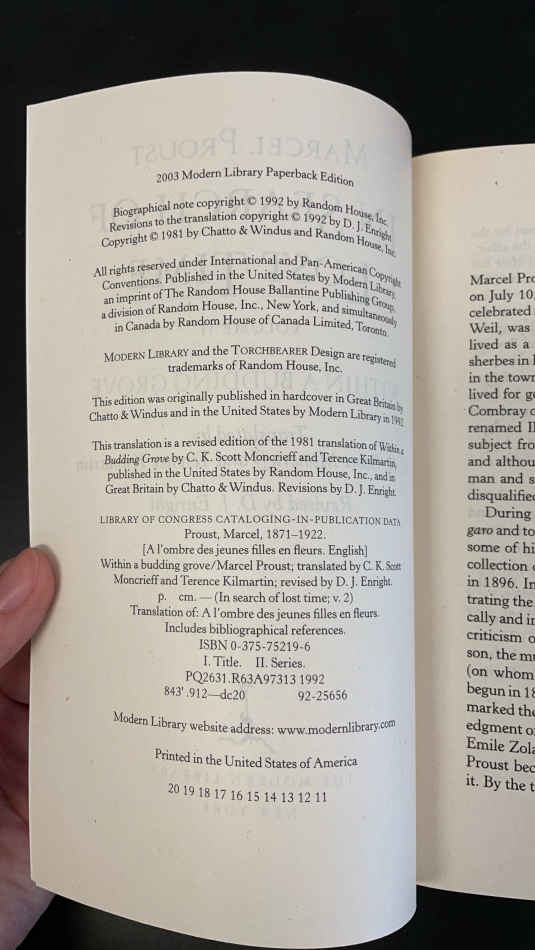 2003 Modern Library Paperback Edition
Biographical note copyright © 1992 by Random House, Inc.
Revisions to the translation copyright © 1992 by D. J. Enright
Copyright © 1981 by Chatto & Windus and Random House, Inc.
All rights reserved under International and Pan-American Copyright
Conventions. Published in the United States by Modern Library,
an imprint of The Random House Ballantine Publishing Group,
a division of Random House, Inc., New York, and simultaneously
in Canada by Random House of Canada Limited, Toronto.
MODERN LIBRARY and the TORCHBEARER Design are registered
trademarks of Random House, Inc.
This edition was originally published in hardcover in Great Britain by
Chatto & Windus and in the United States by Modern Library in 1992
This translation is a revised edition of the 1981 translation of Within a
Budding Grove by C. K. Scott Moncrieff and Terence Kilmartin,
published in the United States by Random House, Inc., and in
Great Britain by Chatto & Windus. Revisions by D. J. Enright.
LIBRARY OF CONGRESS CATALOGING-IN-PUBLICATION DATA
Proust, Marcel, 1871–1922.
[A l'ombre des jeunes filles en fleurs. English]
Within a budding grove/Marcel Proust; translated by C. K. Scott
Moncrieff and Terence Kilmartin; revised by D. J. Enright.
p. cm. — (In search of lost time; v. 2)
Translation of: A l'ombre des jeunes filles en fleurs.
Includes bibliographical references.
ISBN 0-375-75219-6
I. Title. II. Series.
PQ2631.R63A97313 1992
843'.912—dc20 92-25656
Modern Library website address: www.modernlibrary.com
Printed in the United States of America
20 19 18 17 16 15 14 13 12 11
Marcel
on July 10,
celebrated
Weil, was
lived as a
sherbes in
in the
lived for
Combray
renamed
subject
and
man and
disqualified
During
garo and to
some of
collection
in 1896.
trating the
cally and
criticism
son, the
(on whom
begun in
marked the
edgment
Emile Zola
Proust
it. By the